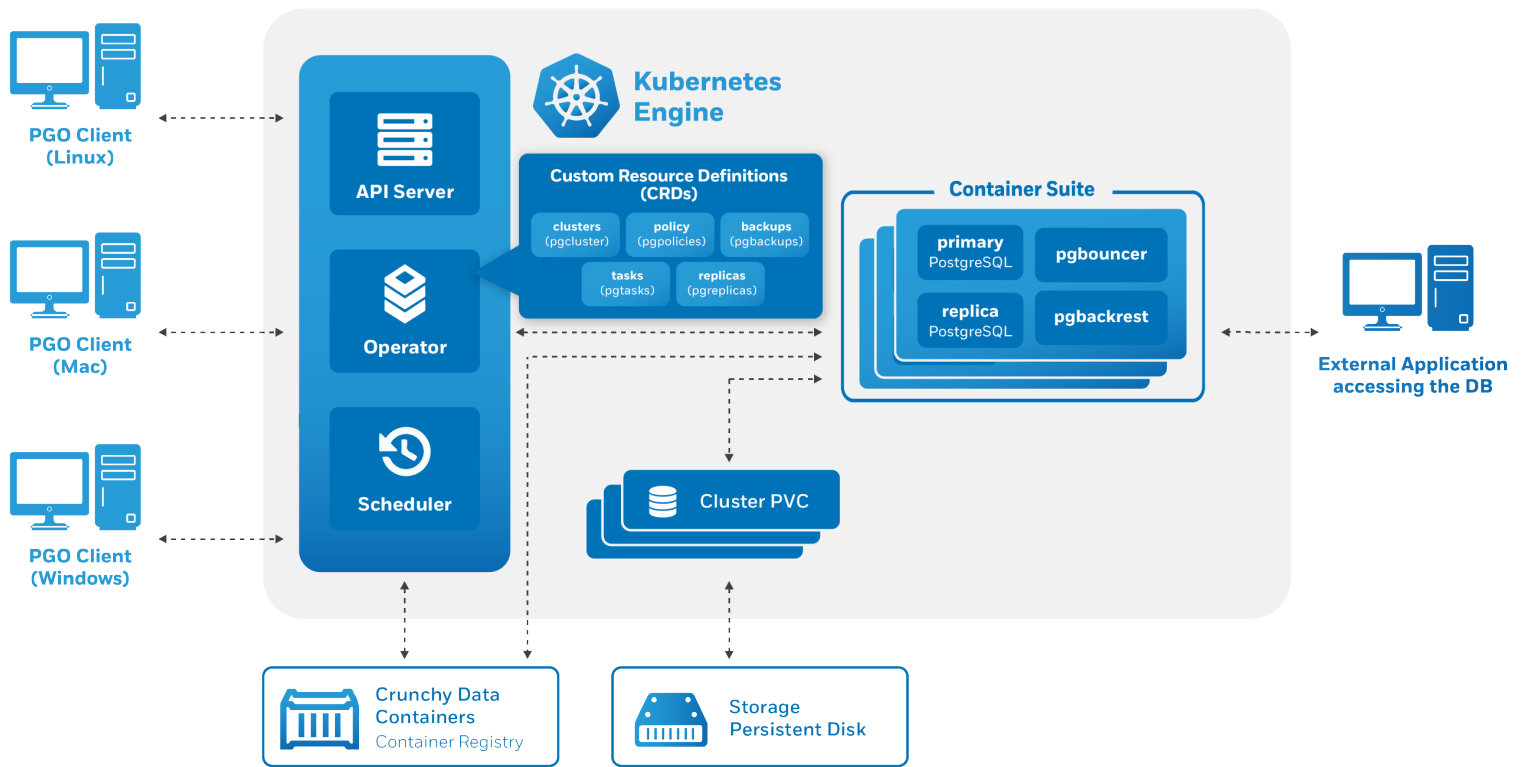 PGO Client
(Linux)
PGO Client
(Mac)
PGO Client
(Windows)
API Server
Operator
Scheduler
Kubernetes
Engine
Custom Resource Definitions
(CRDs)
clusters
(pgcluster)
policy
(pgpolicies)
backups
(pgbackups)
tasks
(pgtasks)
replicas
(pgreplicas)
Container Suite
primary
PostgreSQL
pgbouncer
replica
PostgreSQL
pgbackrest
External Application
accessing the DB
Cluster PVC
Crunchy Data
Containers
Container Registry
Storage
Persistent Disk